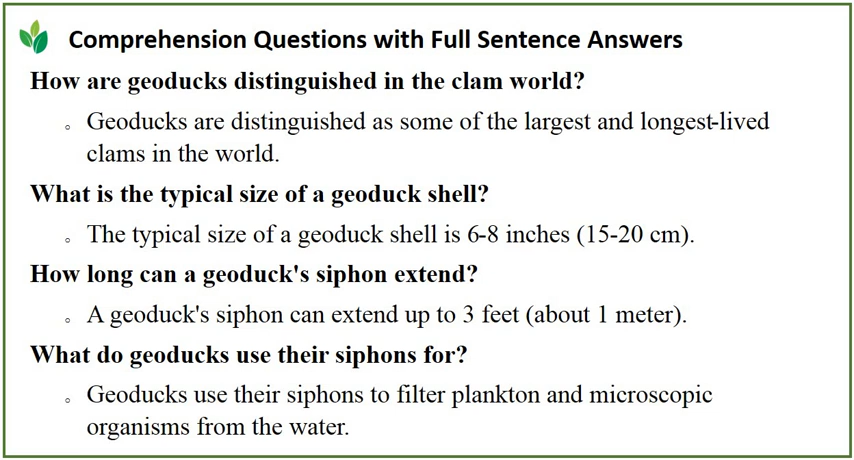 Comprehension Questions with Full Sentence Answers
How are geoducks distinguished in the clam world?
◦ Geoducks are distinguished as some of the largest and longest-lived
clams in the world.
What is the typical size of a geoduck shell?
◦ The typical size of a geoduck shell is 6-8 inches (15-20 cm).
How long can a geoduck's siphon extend?
◦ A geoduck's siphon can extend up to 3 feet (about 1 meter).
What do geoducks use their siphons for?
◦ Geoducks use their siphons to filter plankton and microscopic
organisms from the water.